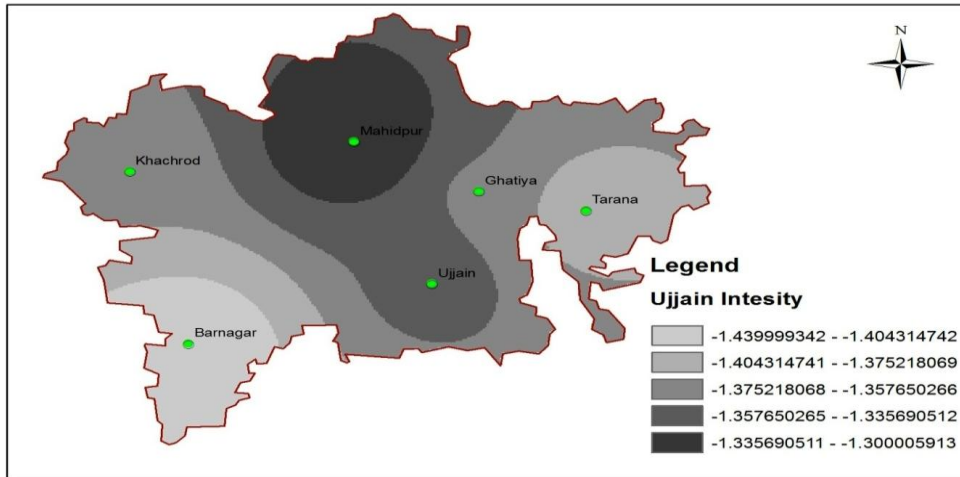 N
Mahidpur
Khachrod
Ghatiya
Tarana
Ujjain
Barnagar
Legend
Ujjain Intesity
-1.439999342 - -1.404314742
-1.404314741 - -1.375218069
-1.375218068 - -1.357650266
-1.357650265 - -1.335690512
-1.335690511 - -1.300005913